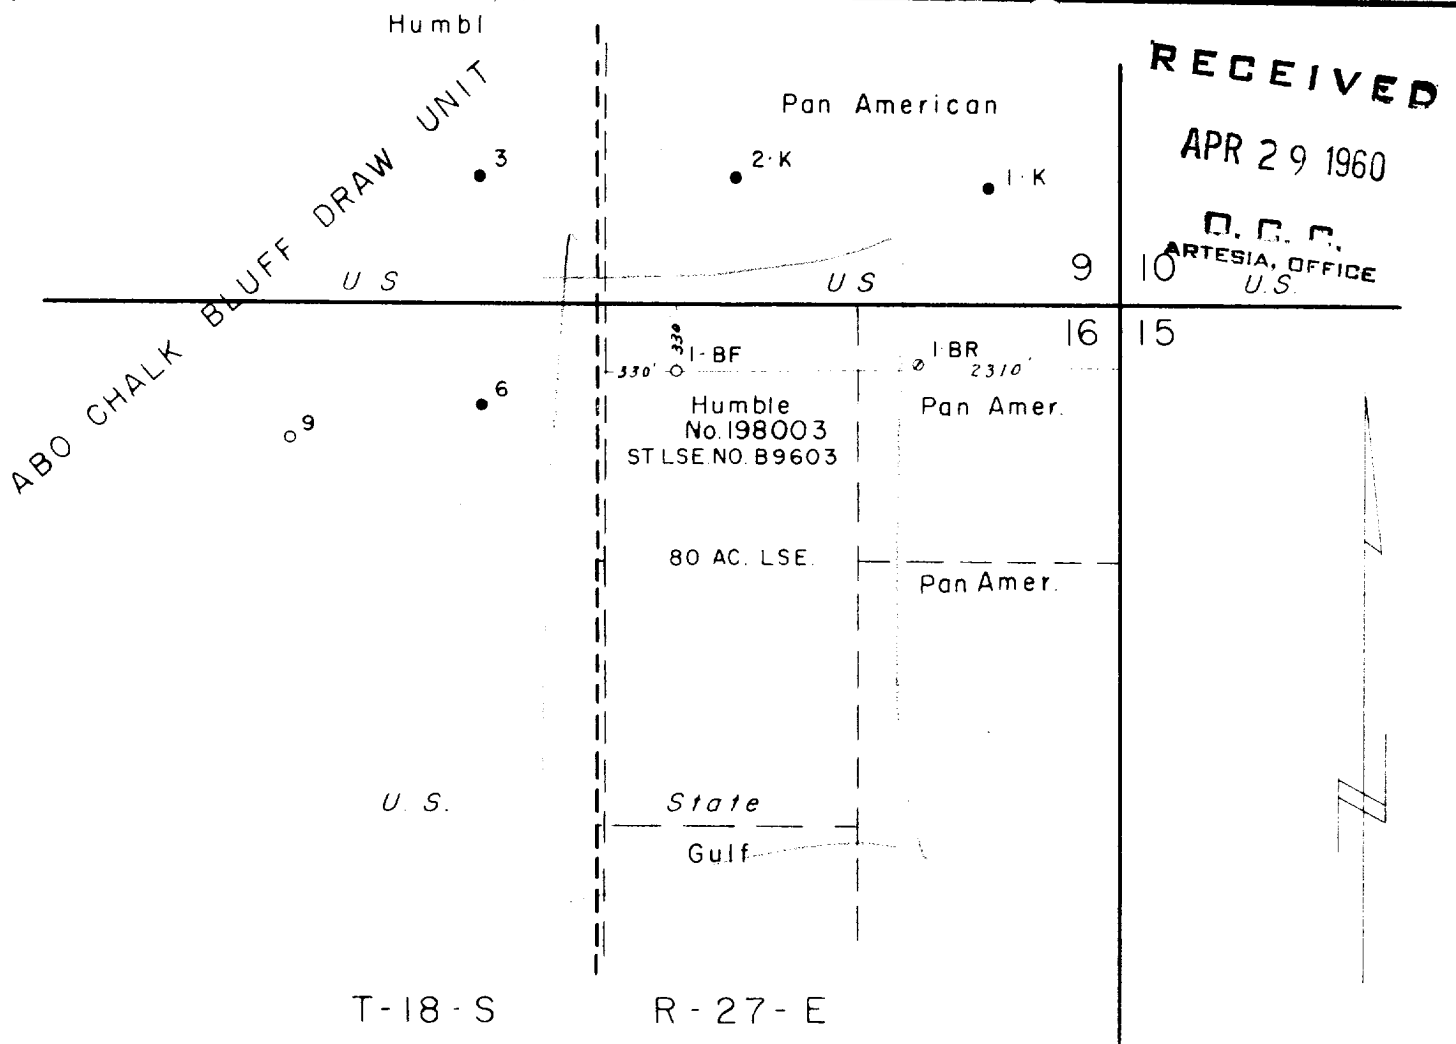 Humbl
RECEIVED
APR 29 1960
O. C. C.
ARTESIA, OFFICE
ABO CHALK BLUFF DRAW UNIT
Pan American
3
2·K
1·K
U S
U S
9
10
U.S.
16
15
330
1-BF
330'
1·BR
2310'
9
6
Humble
No. 198003
ST LSE. NO. B9603
Pan Amer.
80 AC. LSE.
Pan Amer.
U. S.
State
Gulf
T-18-S
R-27-E